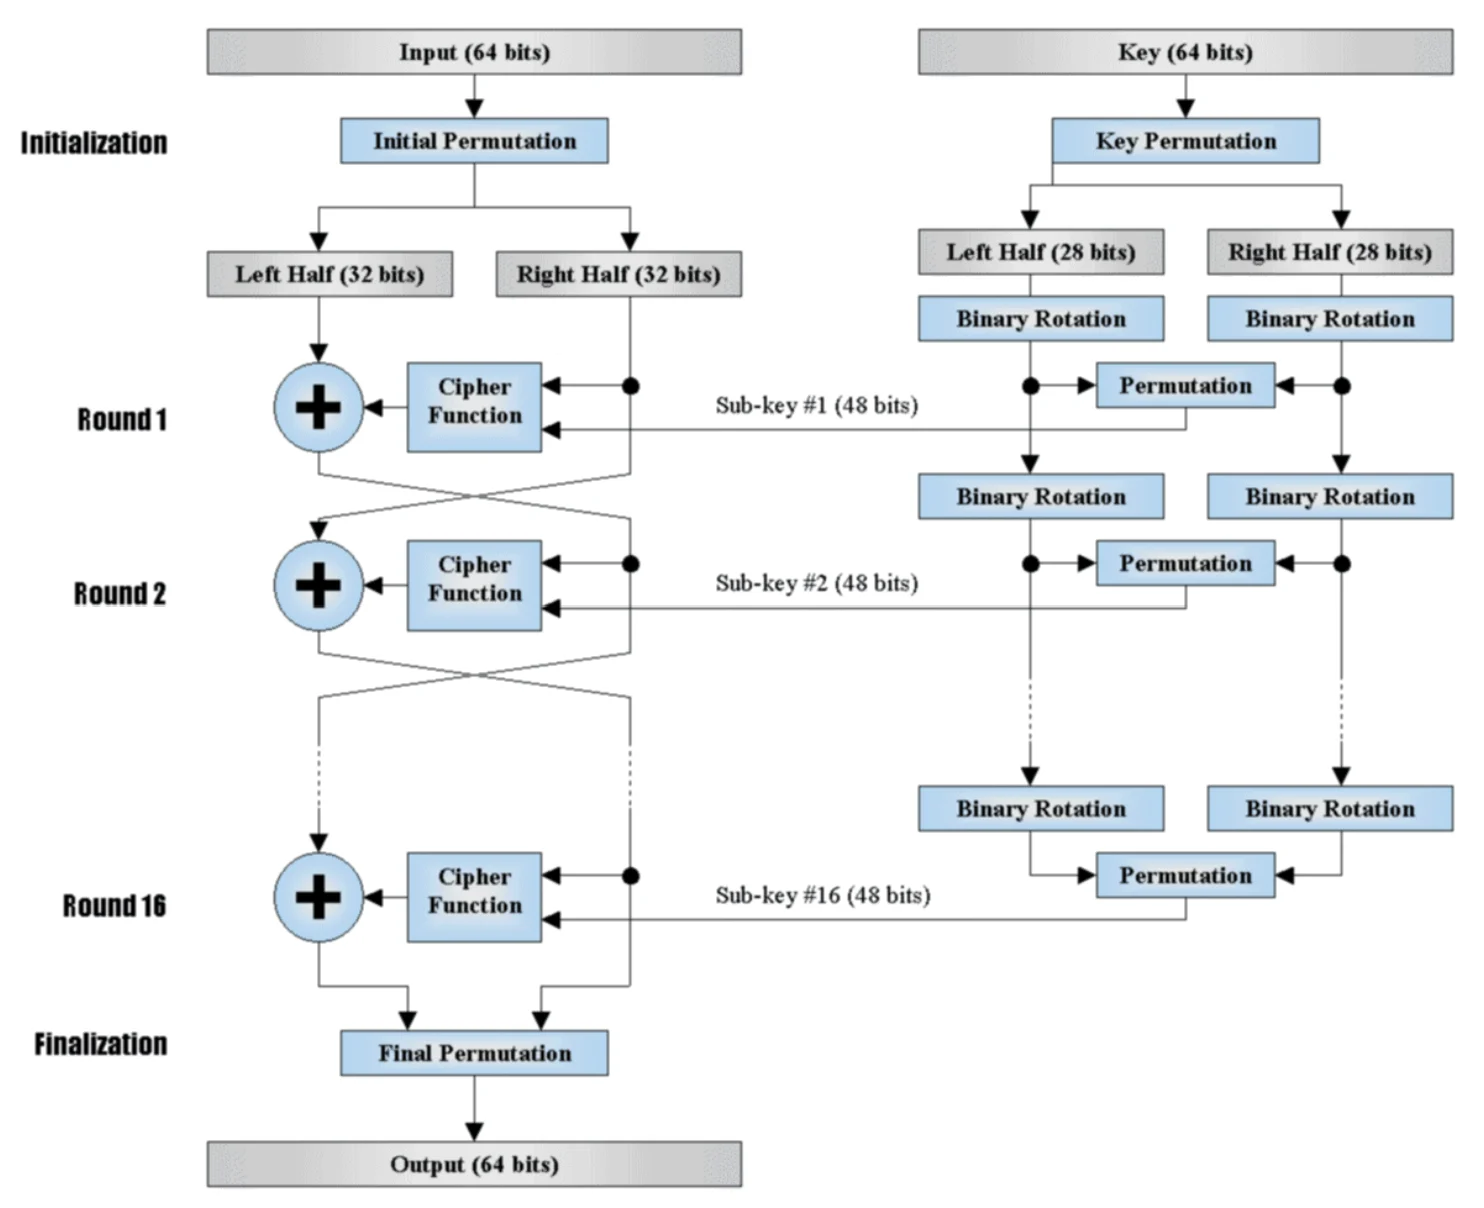 Input (64 bits)
Key (64 bits)
Initialization
Initial Permutation
Key Permutation
Left Half (32 bits)
Right Half (32 bits)
Left Half (28 bits)
Right Half (28 bits)
Binary Rotation
Binary Rotation
Round 1
Cipher
Function
Sub-key #1 (48 bits)
Permutation
Binary Rotation
Binary Rotation
Round 2
Cipher
Function
Sub-key #2 (48 bits)
Permutation
Binary Rotation
Binary Rotation
Round 16
Cipher
Function
Sub-key #16 (48 bits)
Permutation
Finalization
Final Permutation
Output (64 bits)